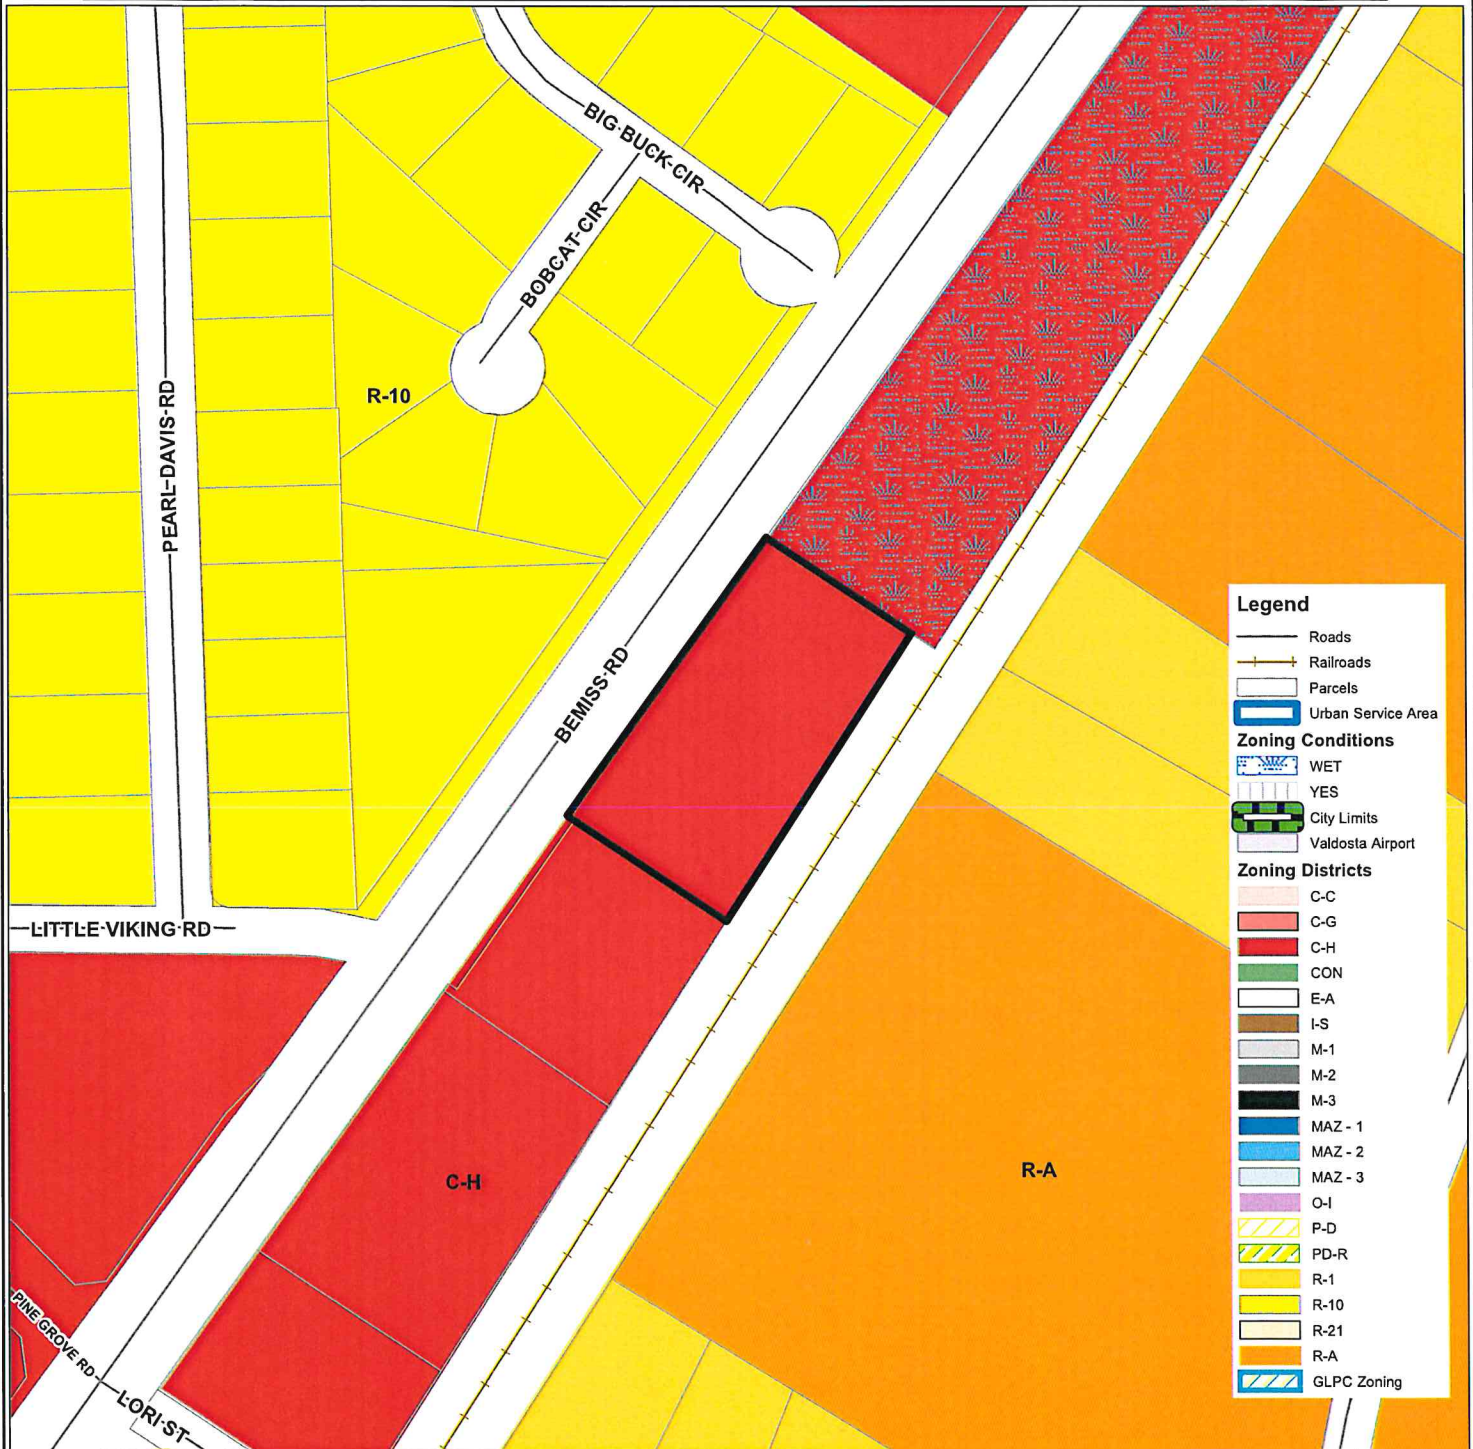 BIG BUCK CIR
BOBCAT CIR
PEARL DAVIS RD
R-10
BEMISS RD
LITTLE VIKING RD
C-H
R-A
PINE GROVE RD
LORI ST
Legend
Roads
Railroads
Parcels
Urban Service Area
Zoning Conditions
WET
YES
City Limits
Valdosta Airport
Zoning Districts
C-C
C-G
C-H
CON
E-A
I-S
M-1
M-2
M-3
MAZ - 1
MAZ - 2
MAZ - 3
O-I
P-D
PD-R
R-1
R-10
R-21
R-A
GLPC Zoning